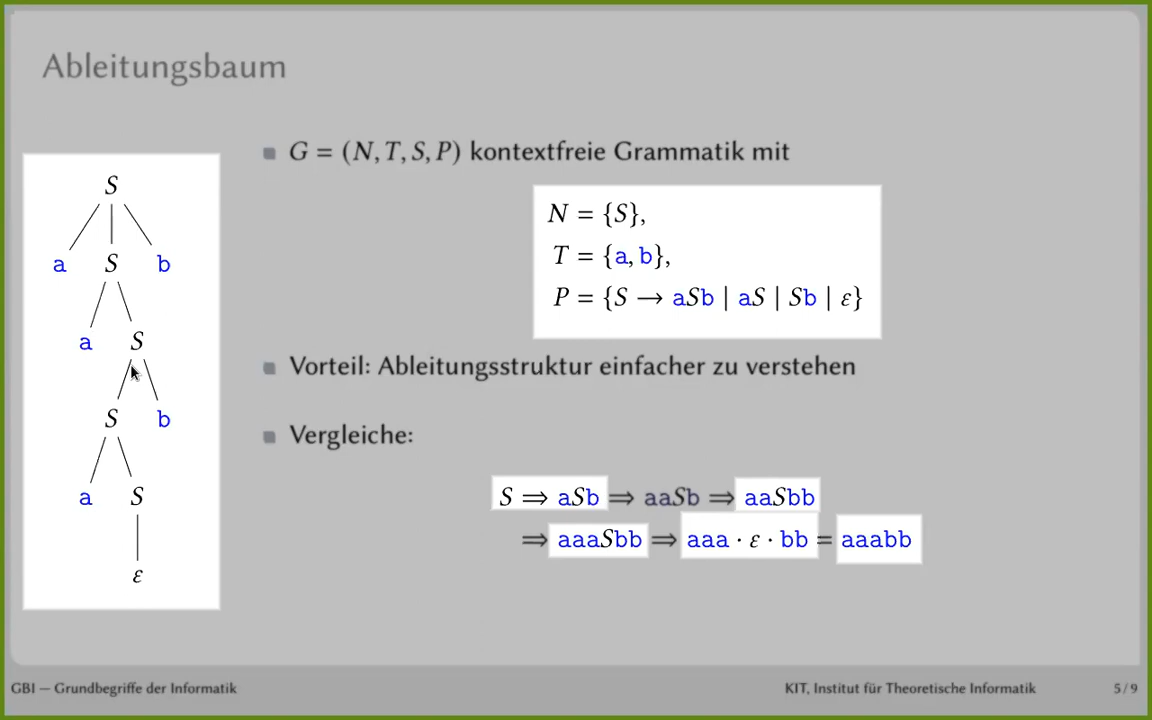 Ableitungsbaum
G = (N, T, S, P) kontextfreie Grammatik mit
N = {S},
T = {a, b},
P = {S → aSb | aS | Sb | ε}
Vorteil: Ableitungsstruktur einfacher zu verstehen
Vergleiche:
S ⇒ aSb ⇒ aaSb ⇒ aaSbb
⇒ aaaSbb ⇒ aaa · ε · bb = aaabb
S
a S b
a S
S b
a S
ε
GBI — Grundbegriffe der Informatik
KIT, Institut für Theoretische Informatik
5 / 9